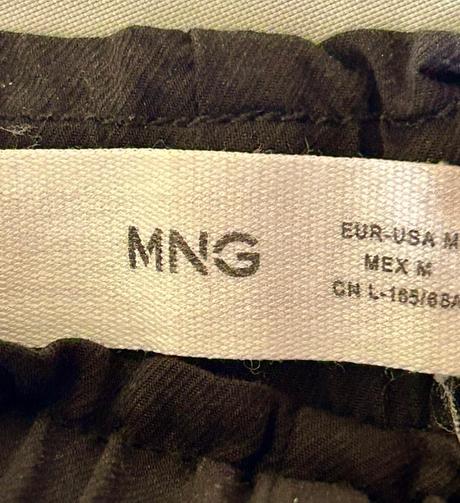 MNG
EUR-USA M
MEX M
CN L-165/68A